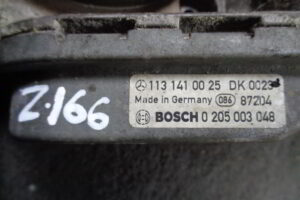 Z.166
113 141 00 25 DK 0023
Made in Germany 086 87204
BOSCH 0 205 003 048